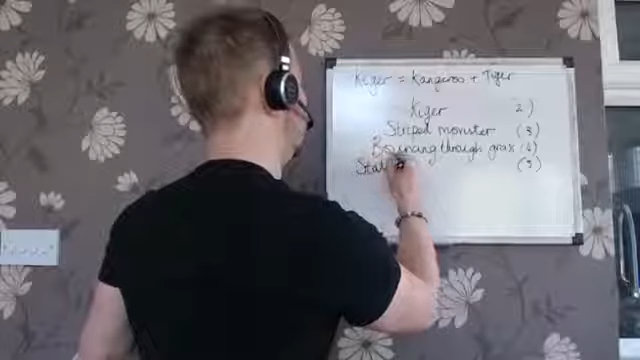 Kiger = Kangaroo + Tiger
Kiger 2)
Striped monster (3)
Bouncing through grass (4)
(5)